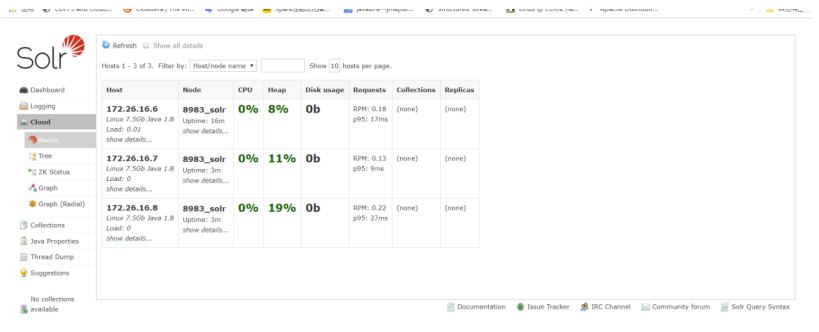 Solr
Dashboard
Logging
Cloud
Nodes
Tree
ZK Status
Graph
Graph (Radial)
Collections
Java Properties
Thread Dump
Suggestions
No collections
available
Refresh Show all details
Hosts 1 - 3 of 3. Filter by: Host/node name Show 10 hosts per page.
Host Node CPU Heap Disk usage Requests Collections Replicas
172.26.16.6 8983_solr 0% 8% 0b RPM: 0.18 (none) (none)
Linux 7.5Gb Java 1.8 Uptime: 16m p95: 17ms
Load: 0.01 show details...
show details...
172.26.16.7 8983_solr 0% 11% 0b RPM: 0.13 (none) (none)
Linux 7.5Gb Java 1.8 Uptime: 3m p95: 9ms
Load: 0 show details...
show details...
172.26.16.8 8983_solr 0% 19% 0b RPM: 0.22 (none) (none)
Linux 7.5Gb Java 1.8 Uptime: 3m p95: 27ms
Load: 0 show details...
show details...
Documentation Issue Tracker IRC Channel Community forum Solr Query Syntax